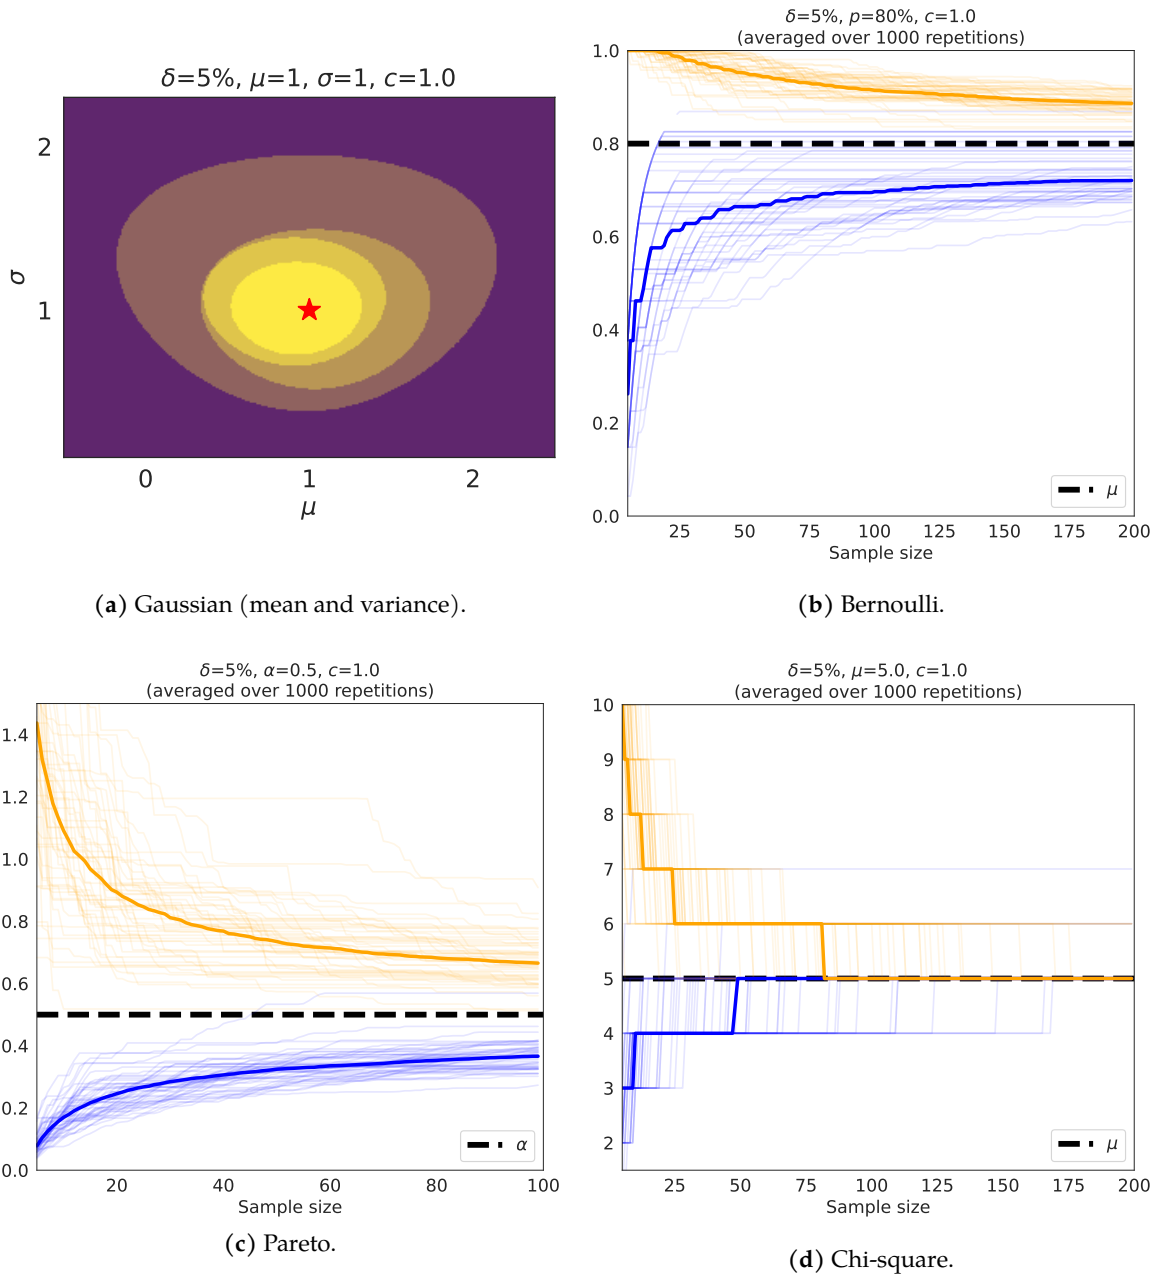 δ=5%, μ=1, σ=1, c=1.0
2
1
σ
0 1 2
μ
(a) Gaussian (mean and variance).
δ=5%, p=80%, c=1.0
(averaged over 1000 repetitions)
1.0
0.8
0.6
0.4
0.2
0.0
μ
25 50 75 100 125 150 175 200
Sample size
(b) Bernoulli.
δ=5%, α=0.5, c=1.0
(averaged over 1000 repetitions)
1.4
1.2
1.0
0.8
0.6
0.4
0.2
0.0
α
20 40 60 80 100
Sample size
(c) Pareto.
δ=5%, μ=5.0, c=1.0
(averaged over 1000 repetitions)
10
9
8
7
6
5
4
3
2
μ
25 50 75 100 125 150 175 200
Sample size
(d) Chi-square.